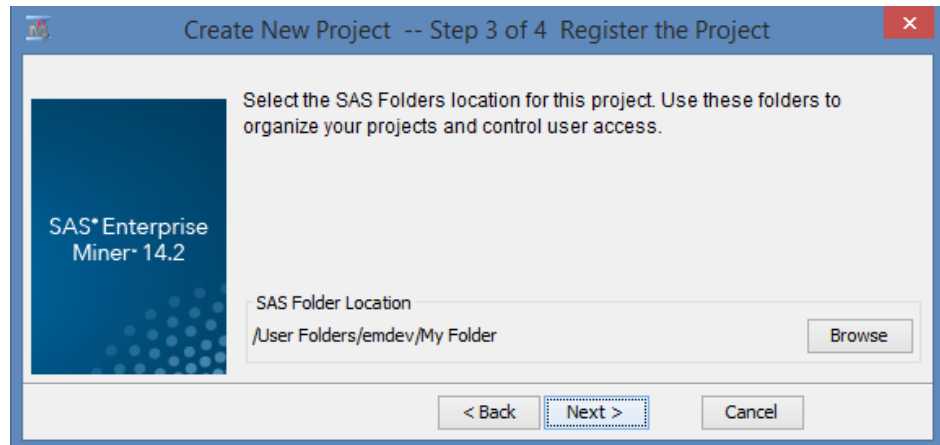 Create New Project -- Step 3 of 4 Register the Project
Select the SAS Folders location for this project. Use these folders to
organize your projects and control user access.
SAS® Enterprise
Miner™ 14.2
SAS Folder Location
/User Folders/emdev/My Folder
Browse
< Back
Next >
Cancel